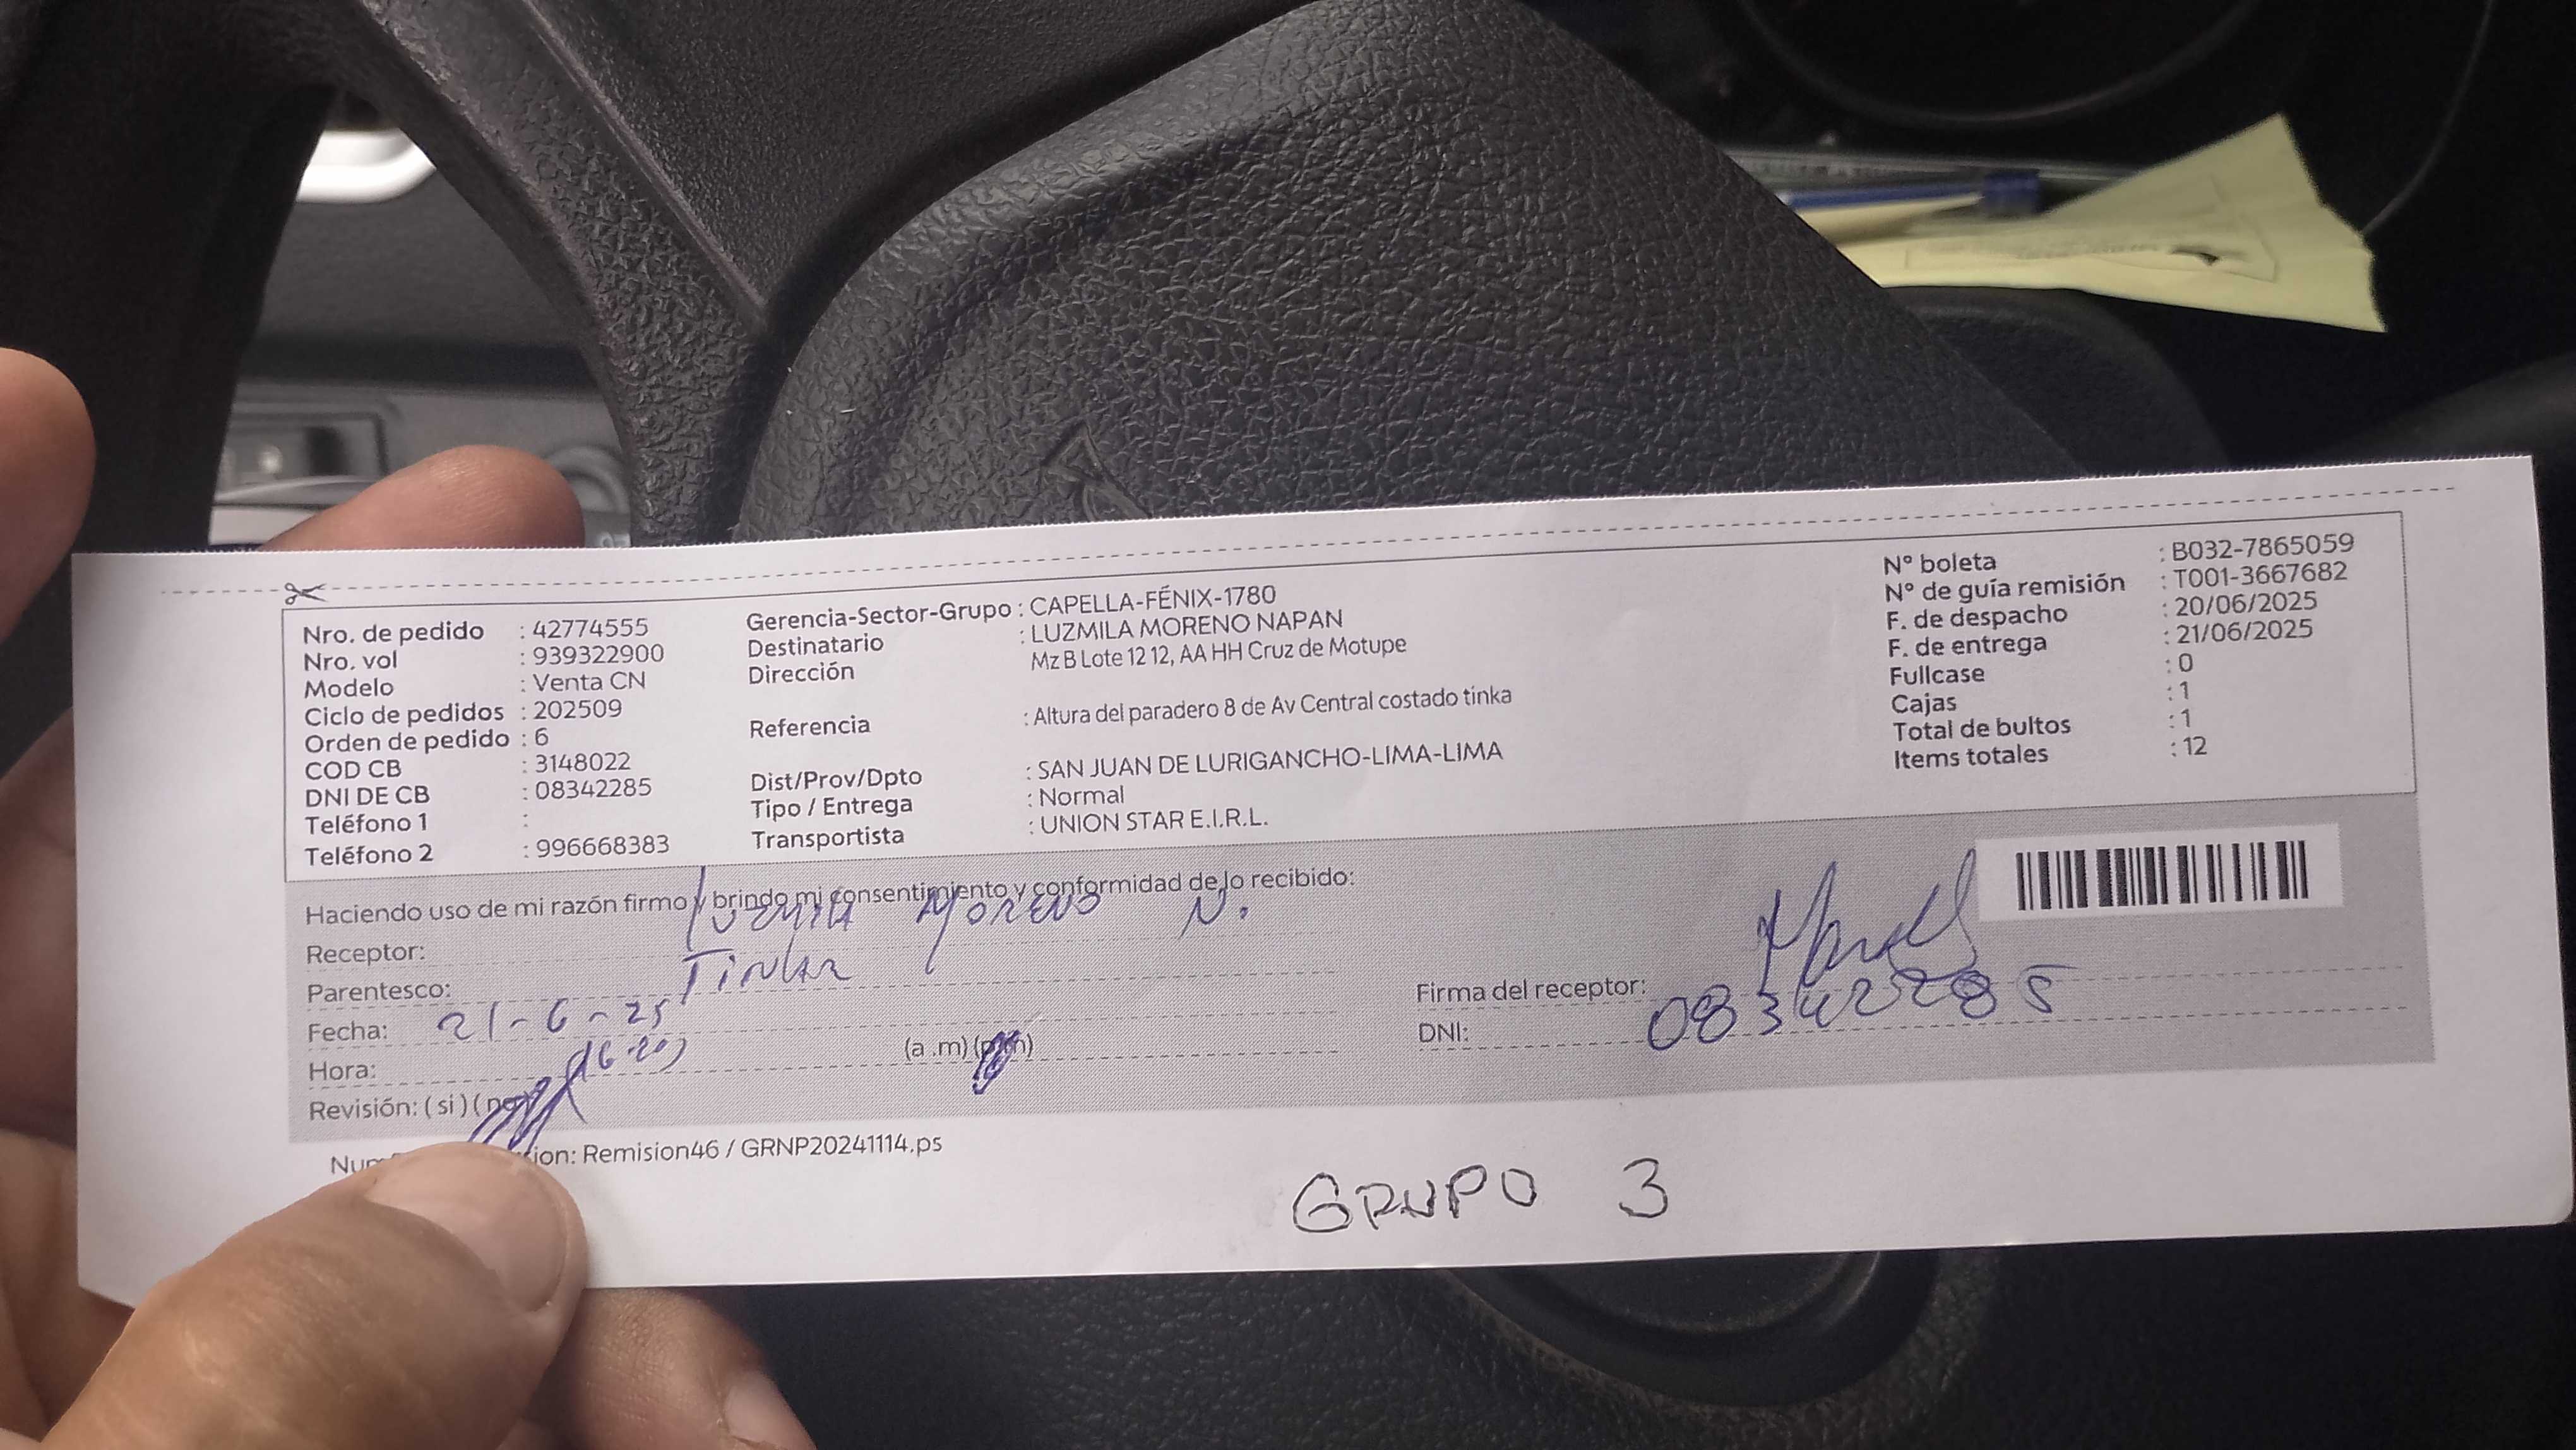 Nro. de pedido : 42774555
Nro. vol : 939322900
Modelo : Venta CN
Ciclo de pedidos : 202509
Orden de pedido : 6
COD CB : 3148022
DNI DE CB : 08342285
Teléfono 1 :
Teléfono 2 : 996668383
Gerencia-Sector-Grupo : CAPELLA-FÉNIX-1780
Destinatario : LUZMILA MORENO NAPAN
Dirección Mz B Lote 12 12, AA HH Cruz de Motupe
Referencia : Altura del paradero 8 de Av Central costado tinka
Dist/Prov/Dpto : SAN JUAN DE LURIGANCHO-LIMA-LIMA
Tipo / Entrega : Normal
Transportista : UNION STAR E.I.R.L.
N° boleta : B032-7865059
N° de guía remisión : T001-3667682
F. de despacho : 20/06/2025
F. de entrega : 21/06/2025
Fullcase : 0
Cajas : 1
Total de bultos : 1
Items totales : 12
Haciendo uso de mi razón firmo y brindo mi consentimiento y conformidad de lo recibido:
Receptor: Luzmila Moreno N.
Parentesco: Tinka
Fecha: 21-6-25
Hora: (a .m) (p.m)
Revisión: ( si ) ( no
Firma del receptor:
DNI: 08342285
ion: Remision46 / GRNP20241114.ps
GRUPO 3